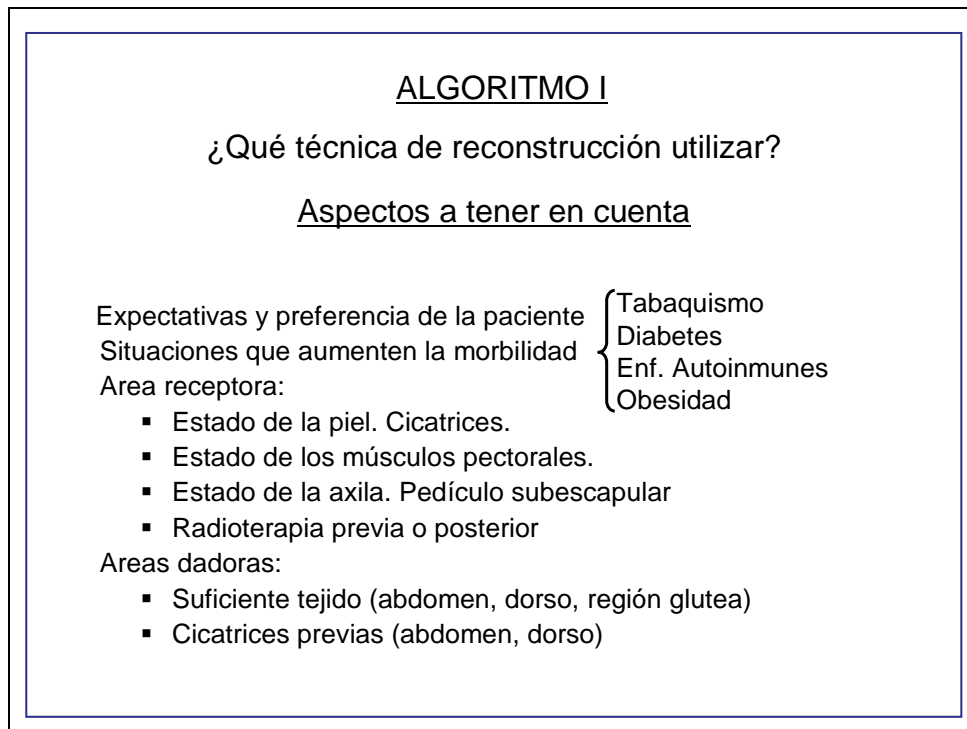 ALGORITMO I
¿Qué técnica de reconstrucción utilizar?
Aspectos a tener en cuenta
Expectativas y preferencia de la paciente
Situaciones que aumenten la morbilidad
Tabaquismo
Diabetes
Enf. Autoinmunes
Obesidad
Area receptora:
▪ Estado de la piel. Cicatrices.
▪ Estado de los músculos pectorales.
▪ Estado de la axila. Pedículo subescapular
▪ Radioterapia previa o posterior
Areas dadoras:
▪ Suficiente tejido (abdomen, dorso, región glutea)
▪ Cicatrices previas (abdomen, dorso)